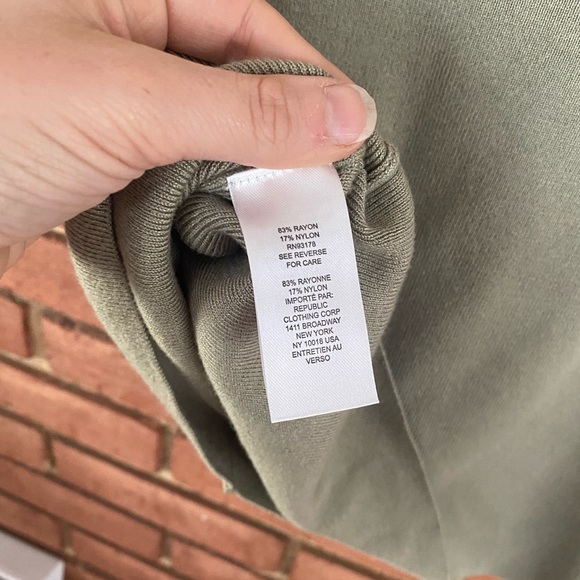 83% RAYON
17% NYLON
RN93178
SEE REVERSE
FOR CARE
83% RAYONNE
17% NYLON
IMPORTÉ PAR:
REPUBLIC
CLOTHING CORP
1411 BROADWAY
NEW YORK
NY 10018 USA
ENTRETIEN AU
VERSO